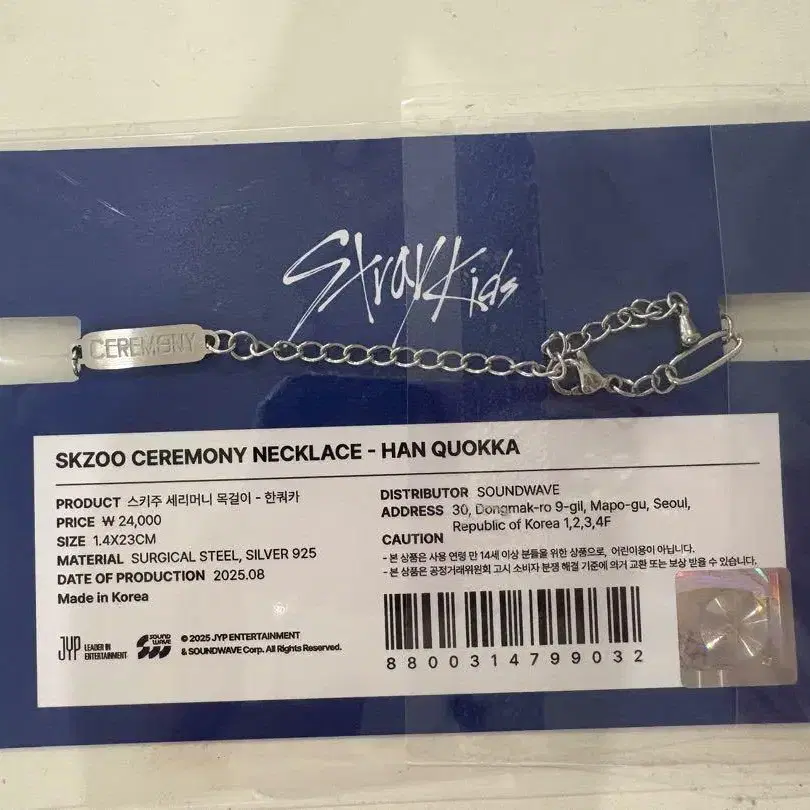 Stray Kids
CEREMONY
SKZOO CEREMONY NECKLACE - HAN QUOKKA
PRODUCT 스키주 세리머니 목걸이 - 한쿼카
PRICE ₩ 24,000
SIZE 1.4X23CM
MATERIAL SURGICAL STEEL, SILVER 925
DATE OF PRODUCTION 2025.08
Made in Korea
JYP LEADER IN
ENTERTAINMENT
SOUND
WAVE
© 2025 JYP ENTERTAINMENT
& SOUNDWAVE Corp. All Rights Reserved.
DISTRIBUTOR SOUNDWAVE
ADDRESS 30, Dongmak-ro 9-gil, Mapo-gu, Seoul,
Republic of Korea 1,2,3,4F
CAUTION
- 본 상품은 사용 연령 만 14세 이상 분들을 위한 상품으로, 어린이용이 아닙니다.
- 본 상품은 공정거래위원회 고시 소비자 분쟁 해결 기준에 의거 교환 또는 보상 받을 수 있습니다.
8800314799032